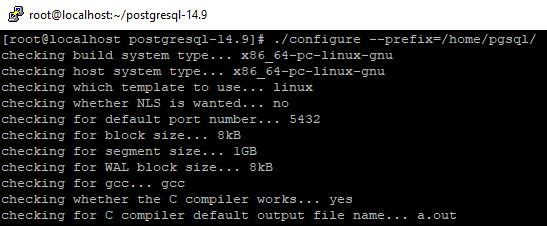 root@localhost:~/postgresql-14.9
[root@localhost postgresql-14.9]# ./configure --prefix=/home/pgsql/
checking build system type... x86_64-pc-linux-gnu
checking host system type... x86_64-pc-linux-gnu
checking which template to use... linux
checking whether NLS is wanted... no
checking for default port number... 5432
checking for block size... 8kB
checking for segment size... 1GB
checking for WAL block size... 8kB
checking for gcc... gcc
checking whether the C compiler works... yes
checking for C compiler default output file name... a.out